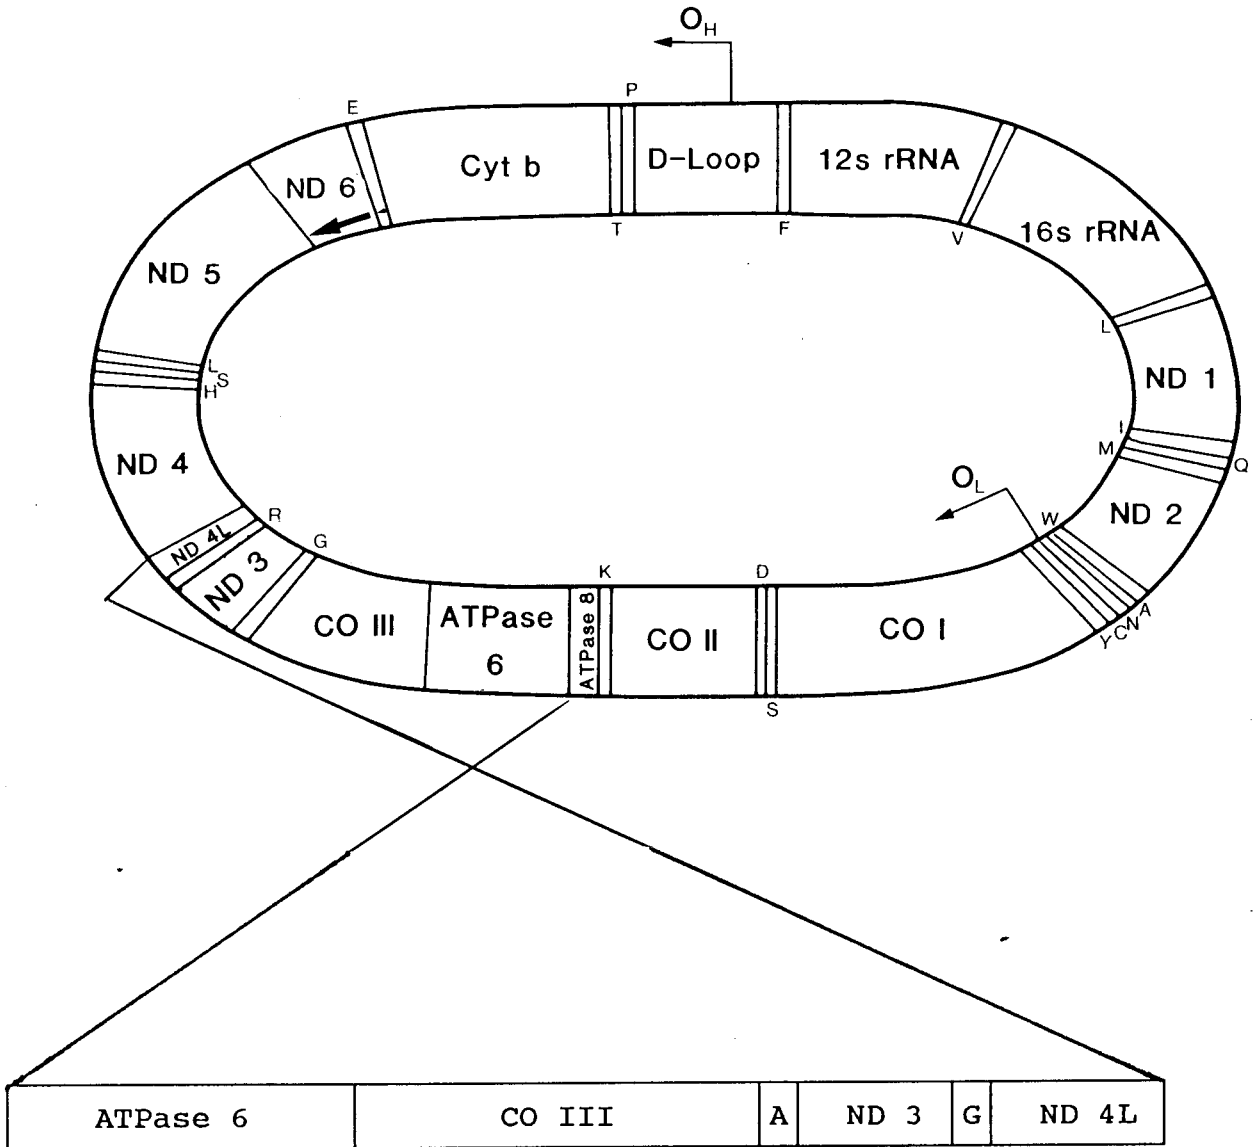 O_H
P
E
Cyt b
D-Loop
12s rRNA
ND 6
T
F
V
16s rRNA
ND 5
L
L
S
H
ND 1
I
M
Q
ND 4
O_L
W
ND 2
R
G
ND 4L
ND 3
K
D
A
N
C
Y
CO III
ATPase
6
ATPase 8
CO II
CO I
S
ATPase 6
CO III
A
ND 3
G
ND 4L